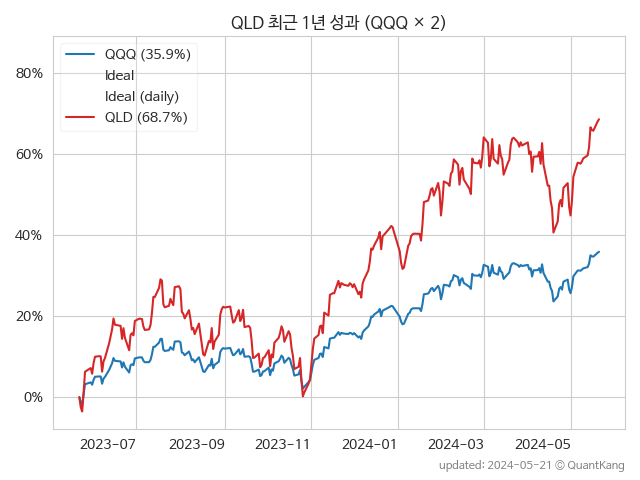 QLD 최근 1년 성과 (QQQ × 2)
QQQ (35.9%)
Ideal
Ideal (daily)
QLD (68.7%)
80%
60%
40%
20%
0%
2023-07 2023-09 2023-11 2024-01 2024-03 2024-05
updated: 2024-05-21 © QuantKang